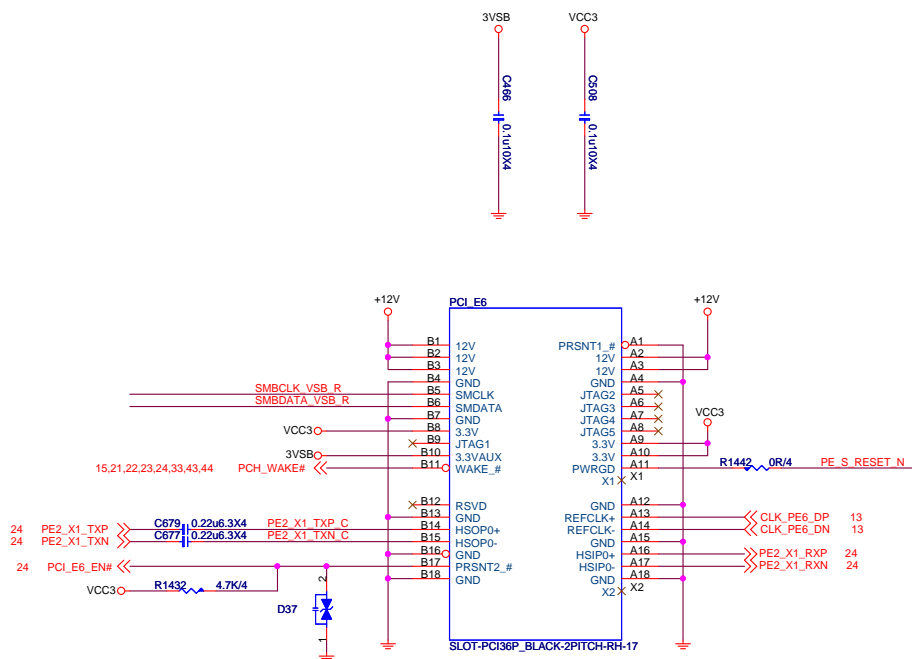 3VSB VCC3
C466 0.1u10X4
C508 0.1u10X4
+12V PCI_E6 +12V
B1 12V PRSNT1_# A1
B2 12V 12V A2
B3 12V 12V A3
B4 GND GND A4
SMBCLK_VSB_R B5 SMCLK JTAG2 A5
SMBDATA_VSB_R B6 SMDATA JTAG3 A6
B7 GND JTAG4 A7
VCC3 B8 3.3V JTAG5 A8 VCC3
B9 JTAG1 3.3V A9
3VSB B10 3.3VAUX 3.3V A10
15,21,22,23,24,33,43,44 PCH_WAKE# B11 WAKE_# PWRGD A11 R1442 0R/4 PE_S_RESET_N
X1 X1
B12 RSVD GND A12
B13 GND REFCLK+ A13 CLK_PE6_DP 13
24 PE2_X1_TXP C679 0.22u6.3X4 PE2_X1_TXP_C B14 HSOP0+ REFCLK- A14 CLK_PE6_DN 13
24 PE2_X1_TXN C677 0.22u6.3X4 PE2_X1_TXN_C B15 HSOP0- GND A15
B16 GND HSIP0+ A16 PE2_X1_RXP 24
24 PCI_E6_EN# B17 PRSNT2_# HSIP0- A17 PE2_X1_RXN 24
B18 GND GND A18
VCC3 R1432 4.7K/4 X2 X2
2
D37
1
SLOT-PCI36P_BLACK-2PITCH-RH-17